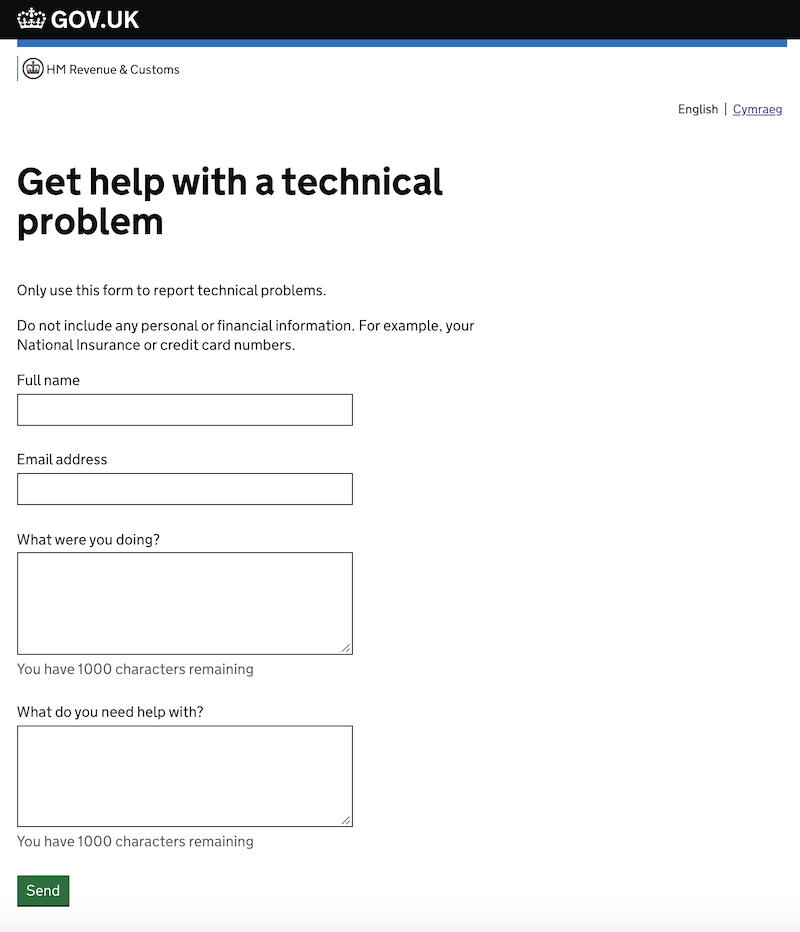 GOV.UK
HM Revenue & Customs
English | Cymraeg
Get help with a technical
problem
Only use this form to report technical problems.
Do not include any personal or financial information. For example, your
National Insurance or credit card numbers.
Full name
Email address
What were you doing?
You have 1000 characters remaining
What do you need help with?
You have 1000 characters remaining
Send